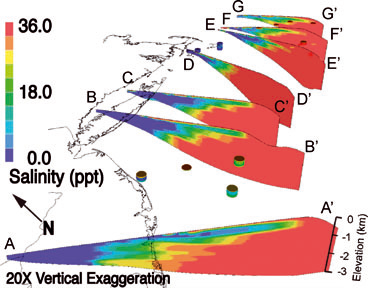 36.0
18.0
0.0
Salinity (ppt)
N
G
G’
F
F’
E
E’
D
D’
C
C’
B
B’
A
A’
0
-1
-2
-3
Elevation (km)
20X Vertical Exaggeration